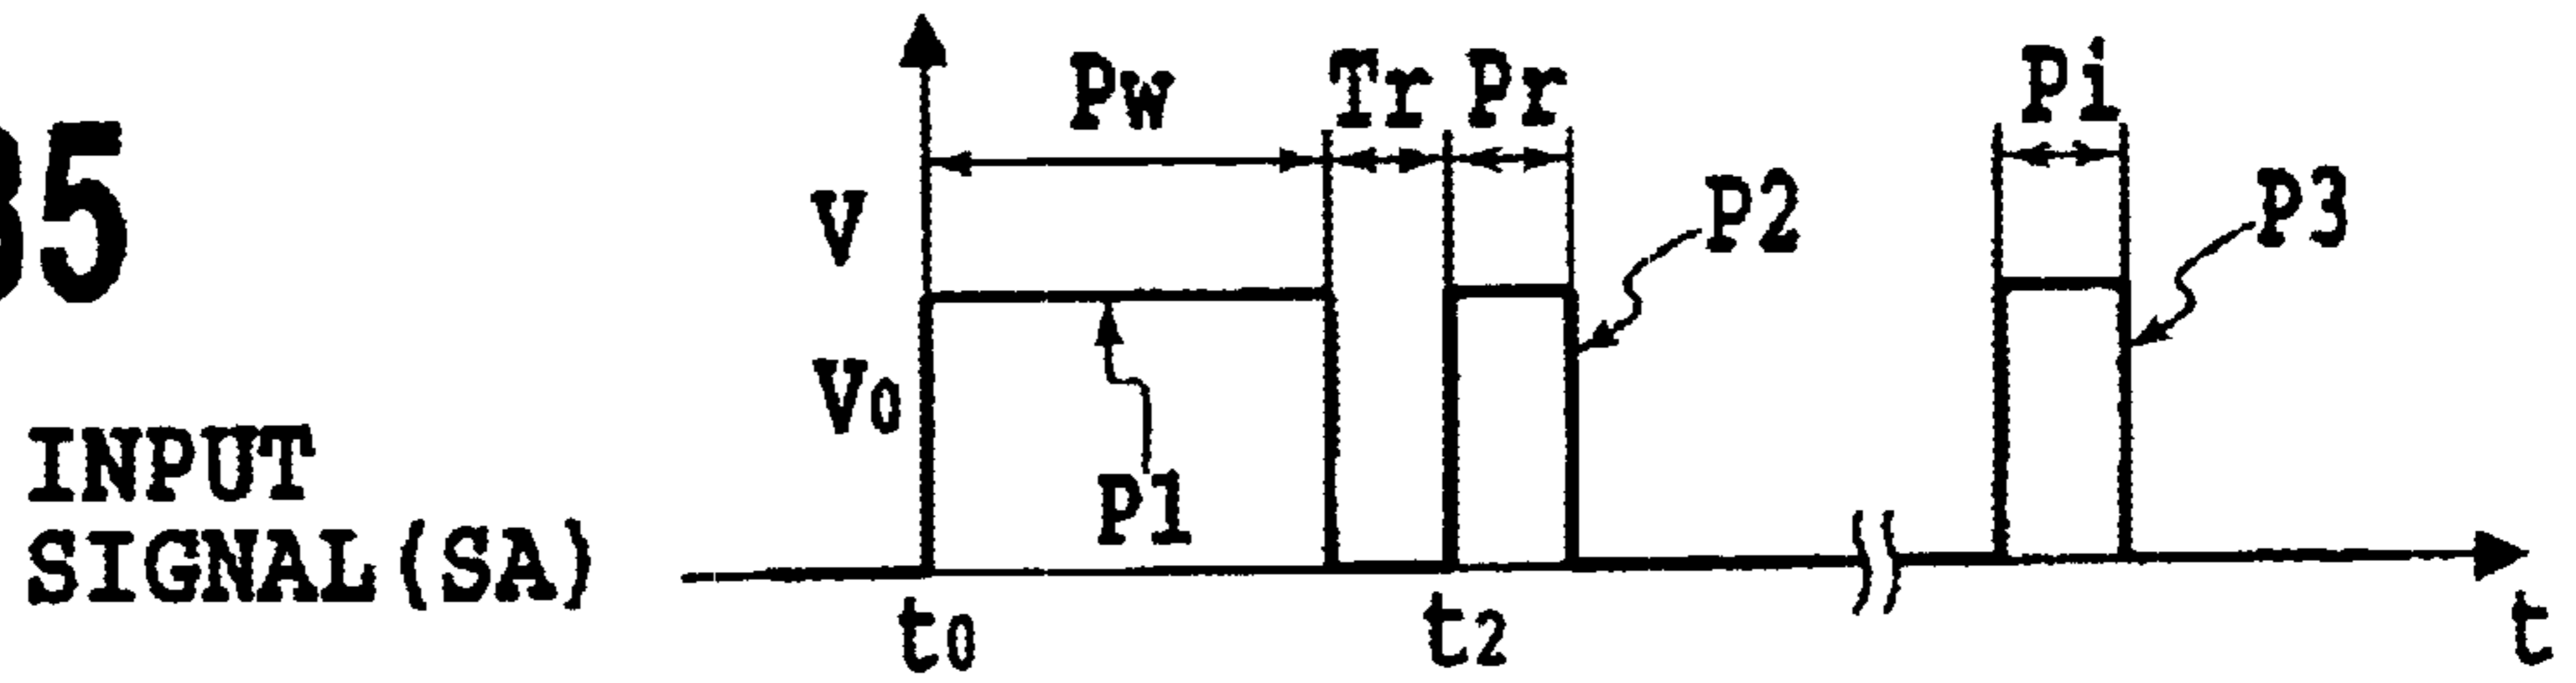 35
Pw Tr Pr Pi
V
P2 P3
V0
P1
INPUT
SIGNAL(SA)
t0 t2 t